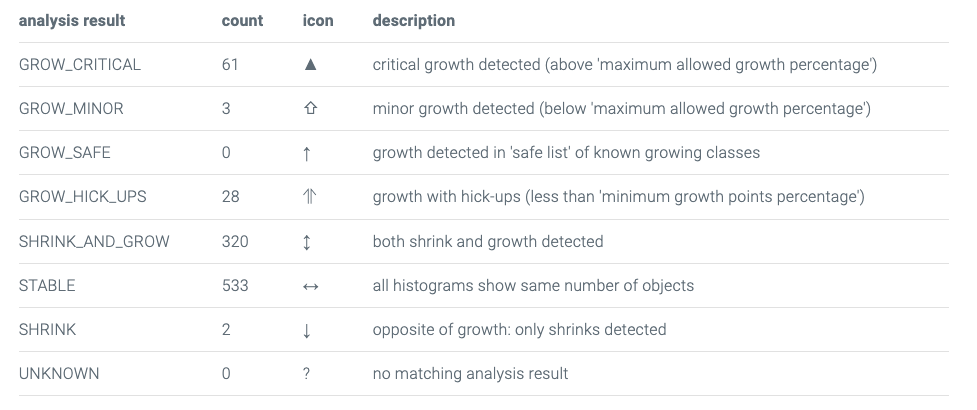 analysis result count icon description
GROW_CRITICAL 61 ▲ critical growth detected (above 'maximum allowed growth percentage')
GROW_MINOR 3 ⇧ minor growth detected (below 'maximum allowed growth percentage')
GROW_SAFE 0 ↑ growth detected in 'safe list' of known growing classes
GROW_HICK_UPS 28 ⥣ growth with hick-ups (less than 'minimum growth points percentage')
SHRINK_AND_GROW 320 ↕ both shrink and growth detected
STABLE 533 ↔ all histograms show same number of objects
SHRINK 2 ↓ opposite of growth: only shrinks detected
UNKNOWN 0 ? no matching analysis result